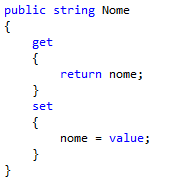 public string Nome
{
    get
    {
        return nome;
    }
    set
    {
        nome = value;
    }
}